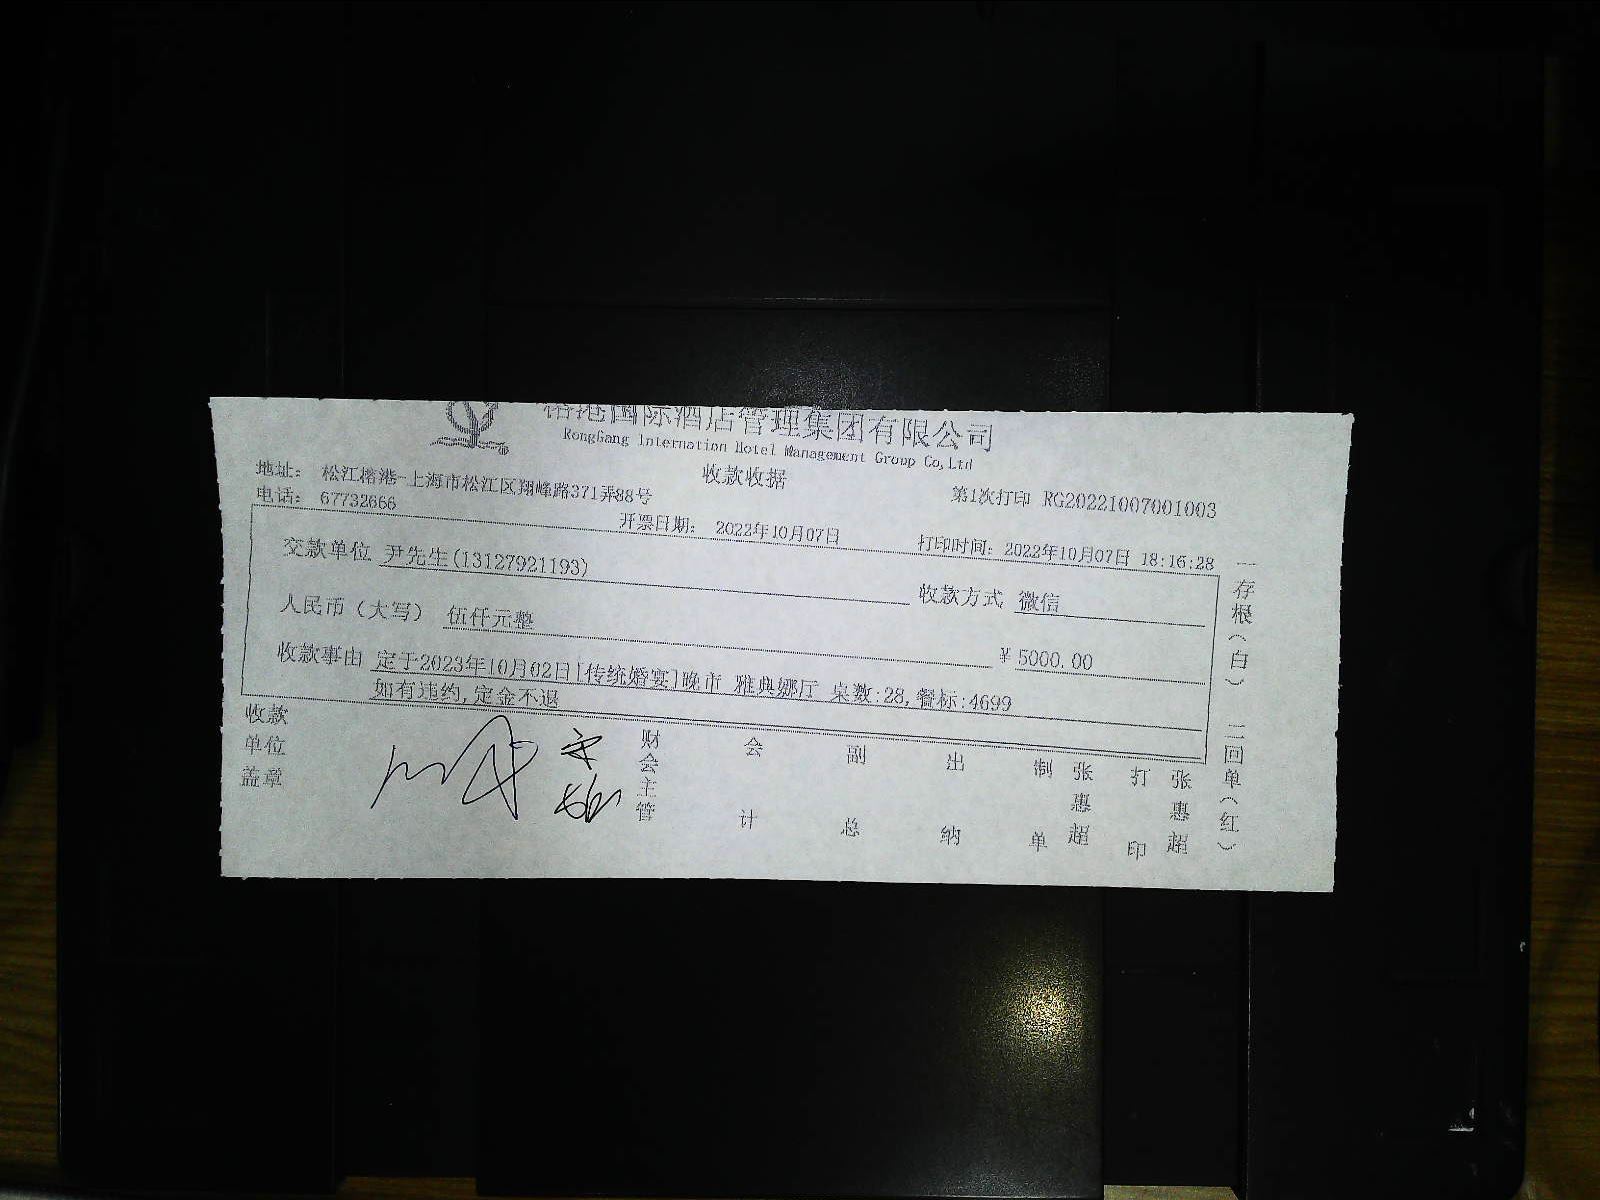 榕港国际酒店管理集团有限公司
RongGang Internation Hotel Management Group Co,Ltd
收款收据
地址： 松江榕港-上海市松江区翔峰路371弄88号
第1次打印 RG20221007001003
电话： 67732666
开票日期： 2022年10月07日
打印时间：2022年10月07日 18:16:28
交款单位 尹先生(13127921193)
收款方式 微信
人民币（大写） 伍仟元整
¥ 5000.00
收款事由 定于2023年10月02日[传统婚宴]晚市 雅典娜厅 桌数:28,餐标:4699
如有违约,定金不退
收款单位盖章
财会主管
会计
副总
出纳
制单
张惠超
打印
张惠超
一存根（白） 二回单（红）